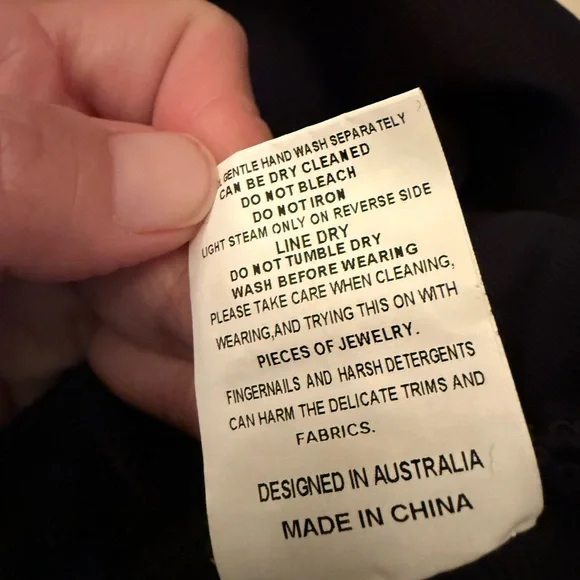 GENTLE HAND WASH SEPARATELY
CAN BE DRY CLEANED
DO NOT BLEACH
DO NOT IRON
LIGHT STEAM ONLY ON REVERSE SIDE
LINE DRY
DO NOT TUMBLE DRY
WASH BEFORE WEARING
PLEASE TAKE CARE WHEN CLEANING,
WEARING,AND TRYING THIS ON WITH
PIECES OF JEWELRY.
FINGERNAILS AND HARSH DETERGENTS
CAN HARM THE DELICATE TRIMS AND
FABRICS.
DESIGNED IN AUSTRALIA
MADE IN CHINA